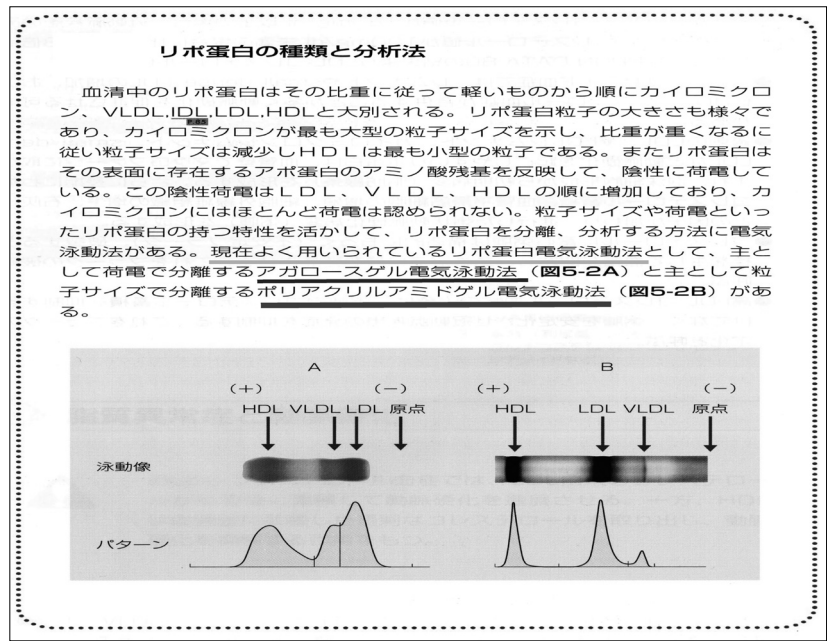 リポ蛋白の種類と分析法
血清中のリポ蛋白はその比重に従って軽いものから順にカイロミクロ
ン,VLDL,IDL,LDL,HDLと大別される。リポ蛋白粒子の大きさも様々で
あり、カイロミクロンが最も大型の粒子サイズを示し、比重が重くなるに
従い粒子サイズは減少しＨＤＬは最も小型の粒子である。またリポ蛋白は
その表面に存在するアポ蛋白のアミノ酸残基を反映して、陰性に荷電して
いる。この陰性荷電はＬＤＬ、ＶＬＤＬ、ＨＤＬの順に増加しており、カ
イロミクロンにはほとんど荷電は認められない。粒子サイズや荷電といっ
たリポ蛋白の持つ特性を活かして、リポ蛋白を分離、分析する方法に電気
泳動法がある。現在よく用いられているリポ蛋白電気泳動法として、主と
して荷電で分離するアガロースゲル電気泳動法（図5-2A）と主として粒
子サイズで分離するポリアクリルアミドゲル電気泳動法（図5-2B）があ
る。
A B
(+) (−) (+) (−)
HDL VLDL LDL 原点 HDL LDL VLDL 原点
泳動像
パターン